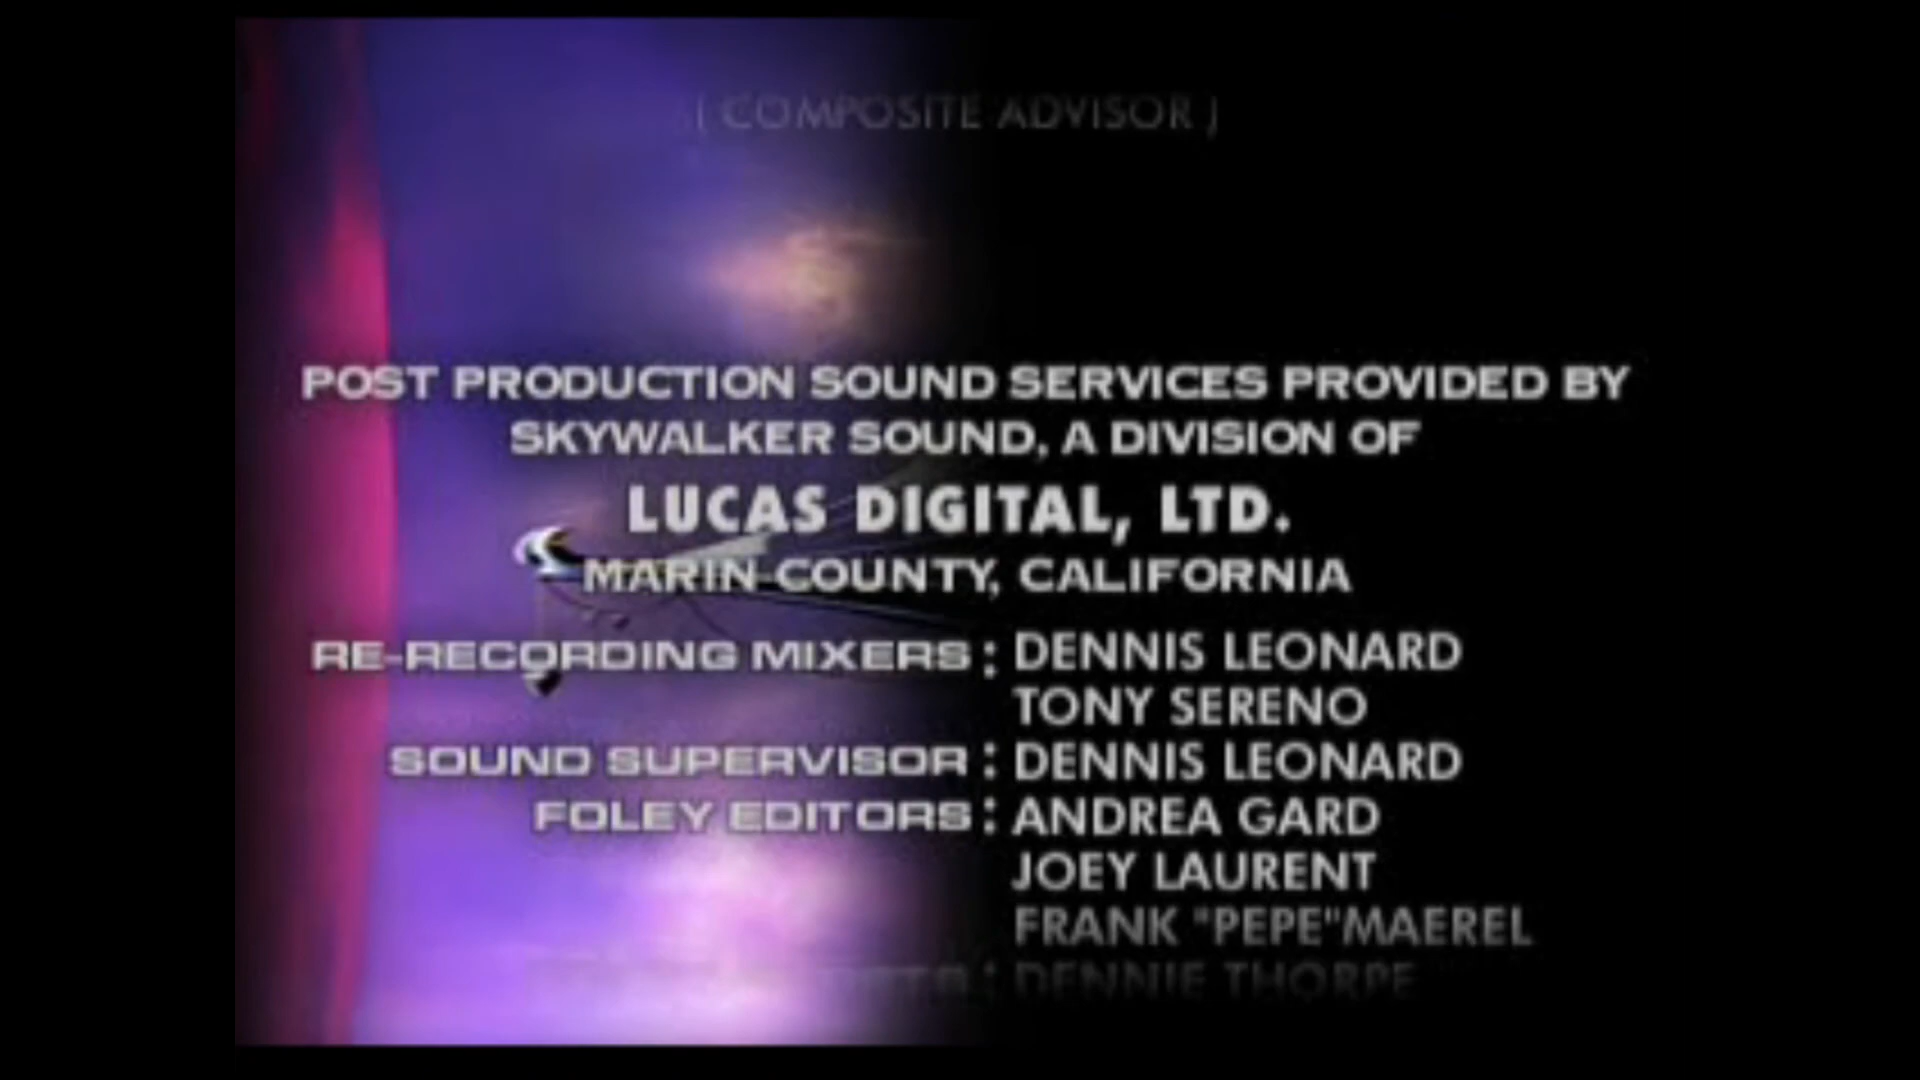 ( COMPOSITE ADVISOR )
POST PRODUCTION SOUND SERVICES PROVIDED BY
SKYWALKER SOUND, A DIVISION OF
LUCAS DIGITAL, LTD.
MARIN COUNTY, CALIFORNIA
RE-RECORDING MIXERS : DENNIS LEONARD
TONY SERENO
SOUND SUPERVISOR : DENNIS LEONARD
FOLEY EDITORS : ANDREA GARD
JOEY LAURENT
FRANK "PEPE"MAEREL
: DENNIE THORPE